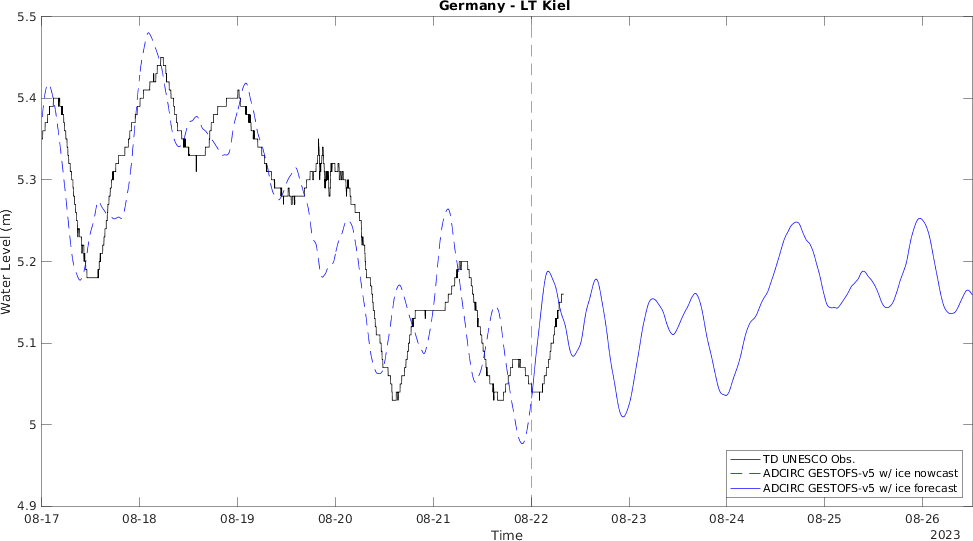 Germany - LT Kiel
Water Level (m)
5.5
5.4
5.3
5.2
5.1
5
4.9
TD UNESCO Obs.
ADCIRC GESTOFS-v5 w/ ice nowcast
ADCIRC GESTOFS-v5 w/ ice forecast
08-17 08-18 08-19 08-20 08-21 08-22 08-23 08-24 08-25 08-26
Time
2023